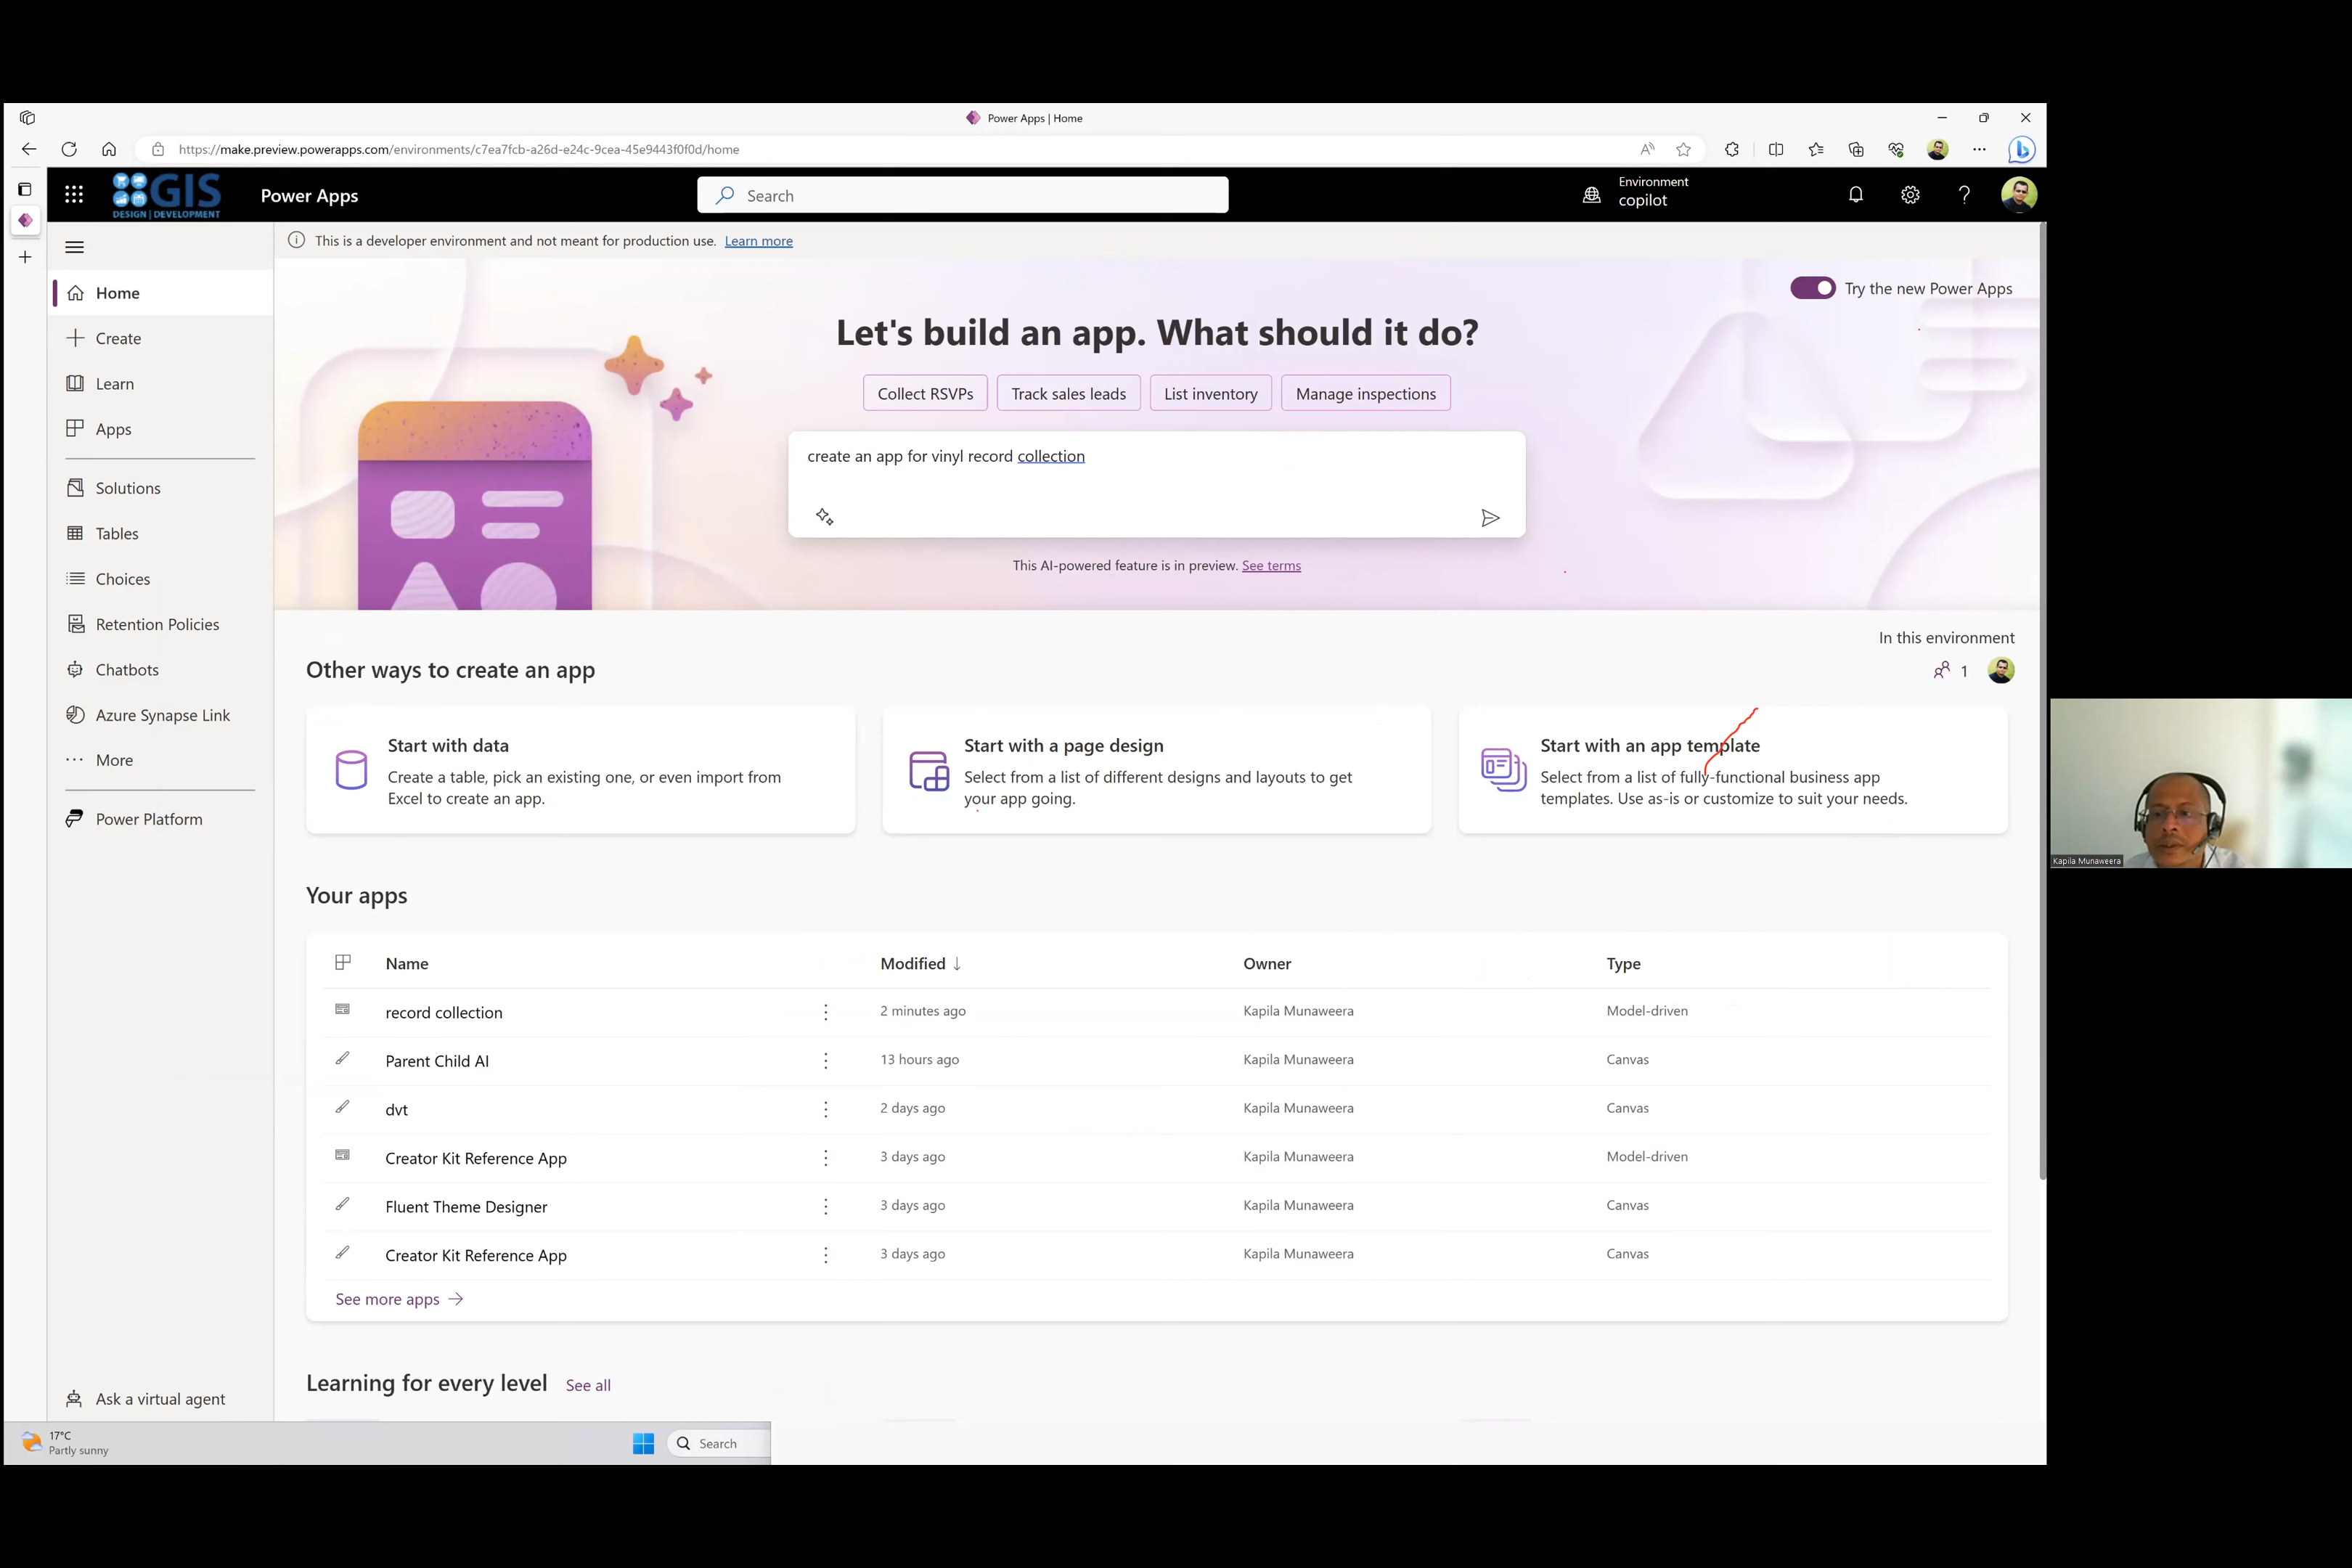 Power Apps | Home
https://make.preview.powerapps.com/environments/c7ea7fcb-a26d-e24c-9cea-45e9443f0f0d/home
GIS
DESIGN | DEVELOPMENT
Power Apps
Search
Environment
copilot
This is a developer environment and not meant for production use. Learn more
Home
Create
Learn
Apps
Solutions
Tables
Choices
Retention Policies
Chatbots
Azure Synapse Link
More
Power Platform
Ask a virtual agent
Try the new Power Apps
Let's build an app. What should it do?
Collect RSVPs
Track sales leads
List inventory
Manage inspections
create an app for vinyl record collection
This AI-powered feature is in preview. See terms
In this environment
1
Other ways to create an app
Start with data
Create a table, pick an existing one, or even import from
Excel to create an app.
Start with a page design
Select from a list of different designs and layouts to get
your app going.
Start with an app template
Select from a list of fully-functional business app
templates. Use as-is or customize to suit your needs.
Your apps
Name Modified Owner Type
record collection 2 minutes ago Kapila Munaweera Model-driven
Parent Child AI 13 hours ago Kapila Munaweera Canvas
dvt 2 days ago Kapila Munaweera Canvas
Creator Kit Reference App 3 days ago Kapila Munaweera Model-driven
Fluent Theme Designer 3 days ago Kapila Munaweera Canvas
Creator Kit Reference App 3 days ago Kapila Munaweera Canvas
See more apps
Learning for every level See all
17°C
Partly sunny
Search
Kapila Munaweera